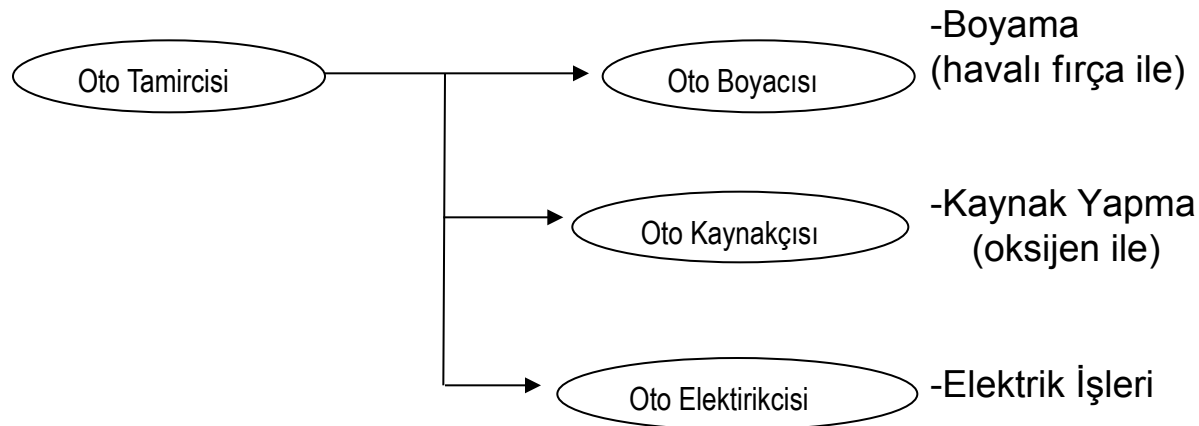 Oto Tamircisi
Oto Boyacısı
-Boyama
(havalı fırça ile)
Oto Kaynakçısı
-Kaynak Yapma
(oksijen ile)
Oto Elektirikcisi
-Elektrik İşleri